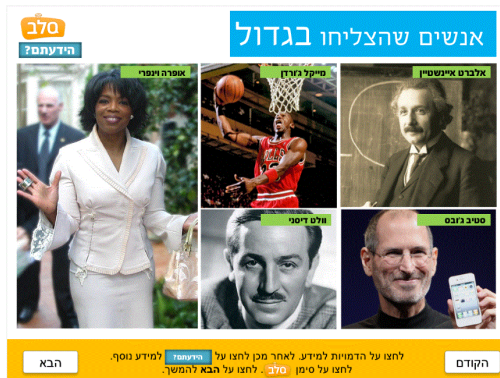 אנשים שהצליחו בגדול
סלב
הידעתם?
אלברט איינשטיין
מייקל ג'ורדן
אופרה וינפרי
סטיב ג'ובס
וולט דיסני
לחצו על הדמויות למידע. לאחר מכן לחצו על הידעתם? למידע נוסף.
לחצו על סימן סלב. לחצו על הבא להמשך.
הקודם
הבא